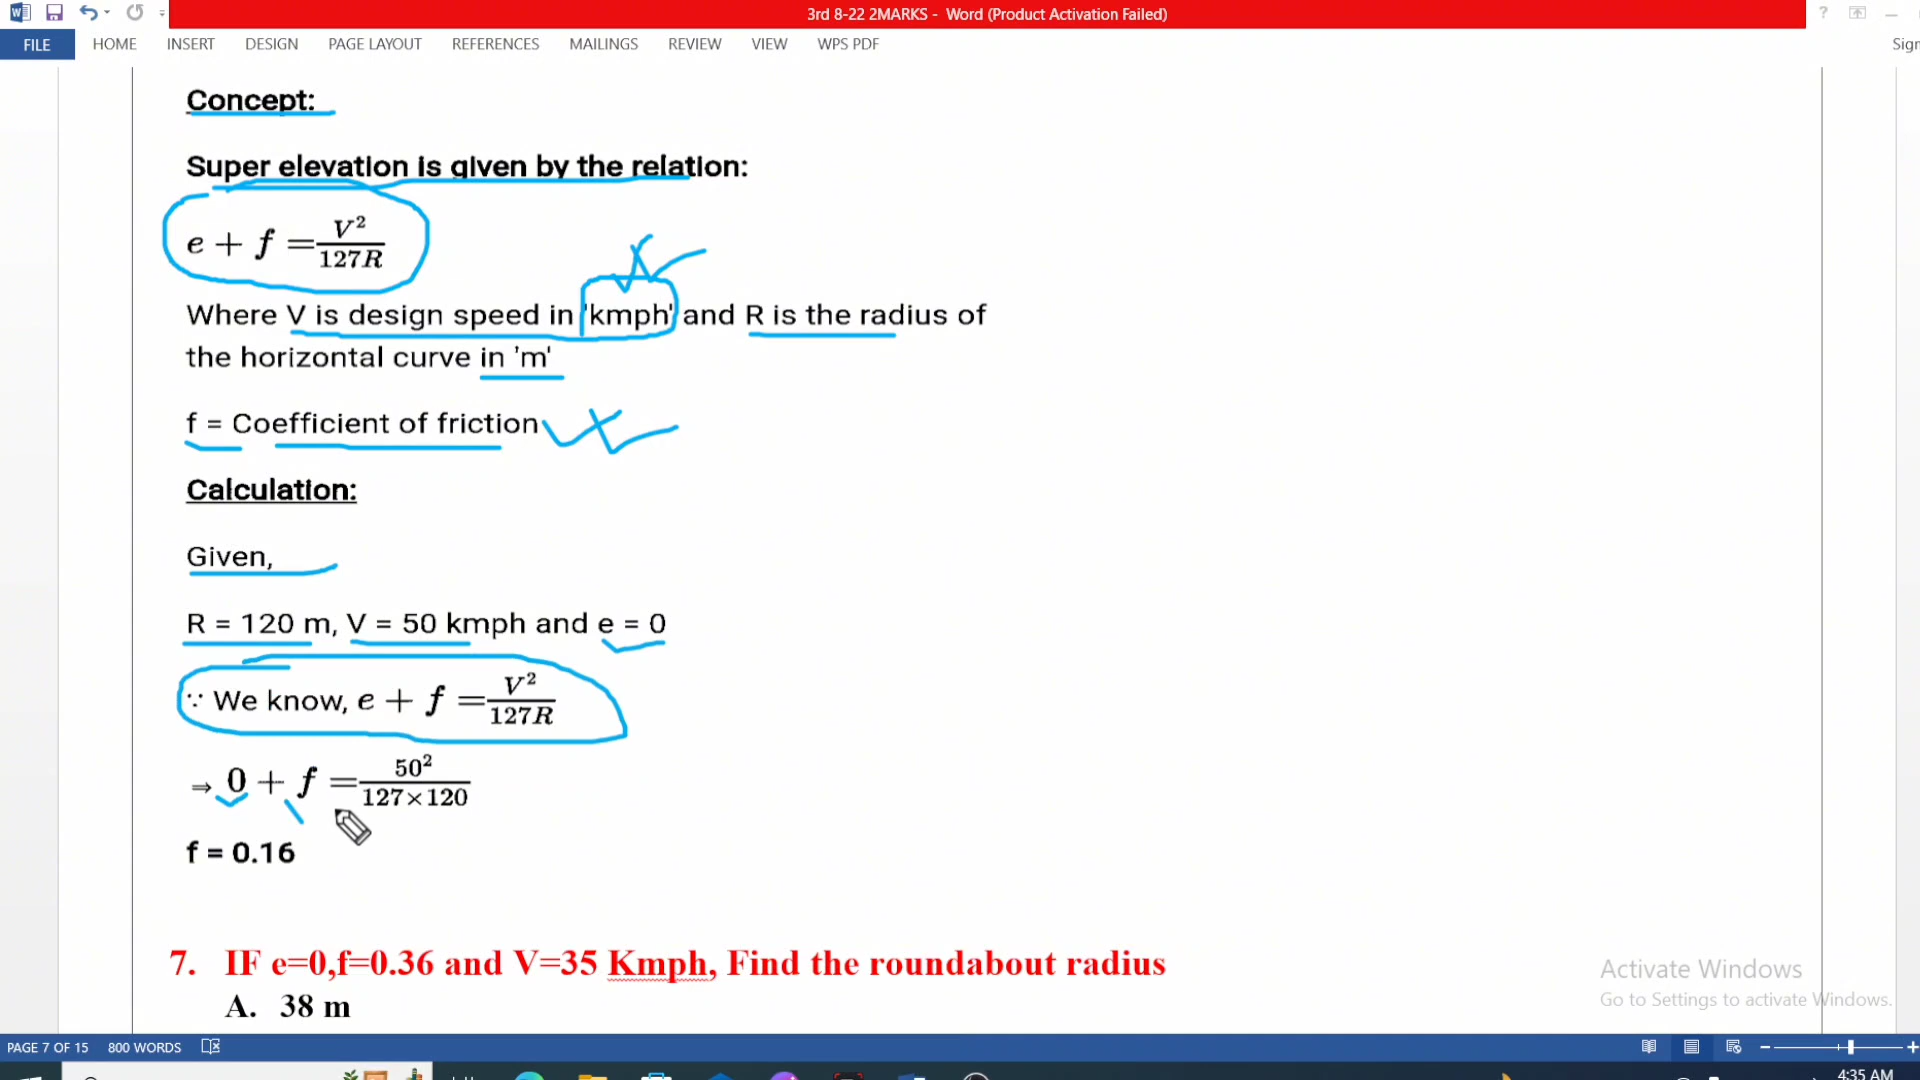 3rd 8-22 2MARKS - Word (Product Activation Failed)
FILE HOME INSERT DESIGN PAGE LAYOUT REFERENCES MAILINGS REVIEW VIEW WPS PDF Sign
Concept:
Super elevation is given by the relation:
e + f = V²/127R
Where V is design speed in 'kmph' and R is the radius of
the horizontal curve in 'm'
f = Coefficient of friction
Calculation:
Given,
R = 120 m, V = 50 kmph and e = 0
∵ We know, e + f = V²/127R
⇒ 0 + f = 50²/127×120
f = 0.16
7. IF e=0,f=0.36 and V=35 Kmph, Find the roundabout radius
A. 38 m
Activate Windows
Go to Settings to activate Windows.
PAGE 7 OF 15 800 WORDS
4:35 AM